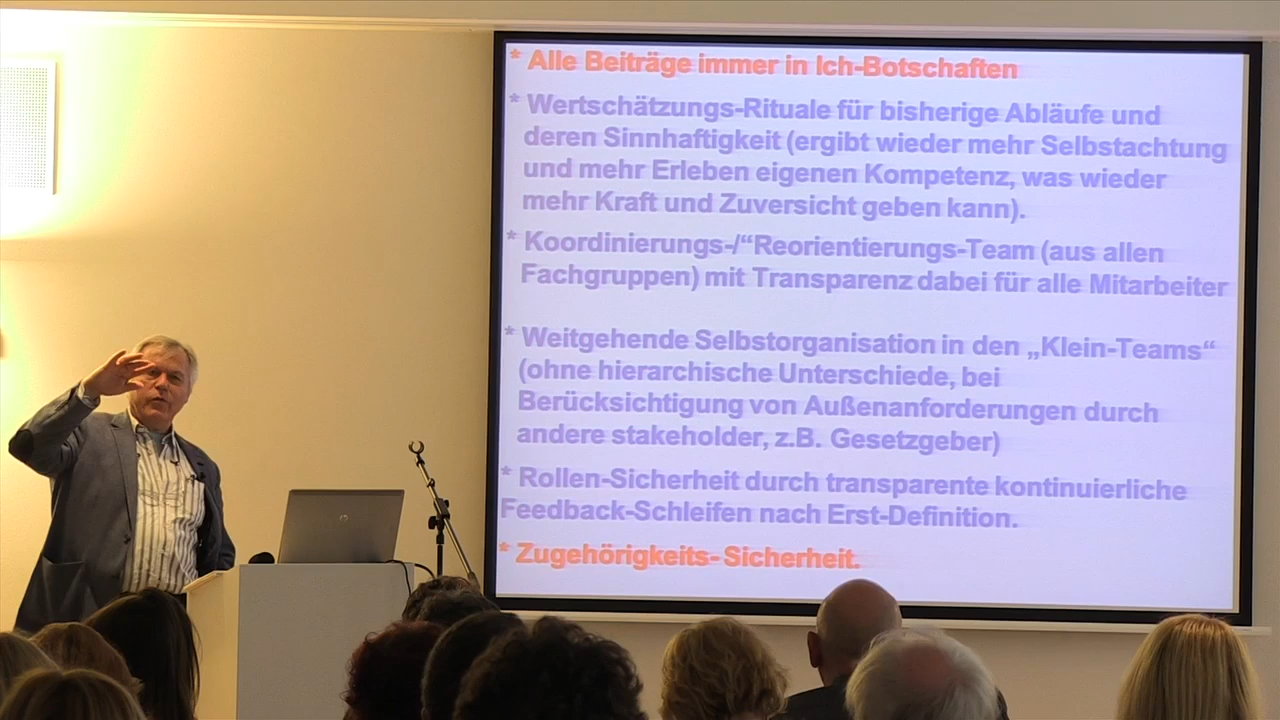 * Alle Beiträge immer in Ich-Botschaften
* Wertschätzungs-Rituale für bisherige Abläufe und
deren Sinnhaftigkeit (ergibt wieder mehr Selbstachtung
und mehr Erleben eigenen Kompetenz, was wieder
mehr Kraft und Zuversicht geben kann).
* Koordinierungs-/“Reorientierungs-Team (aus allen
Fachgruppen) mit Transparenz dabei für alle Mitarbeiter
* Weitgehende Selbstorganisation in den „Klein-Teams“
(ohne hierarchische Unterschiede, bei
Berücksichtigung von Außenanforderungen durch
andere stakeholder, z.B. Gesetzgeber)
* Rollen-Sicherheit durch transparente kontinuierliche
Feedback-Schleifen nach Erst-Definition.
* Zugehörigkeits- Sicherheit.
hp